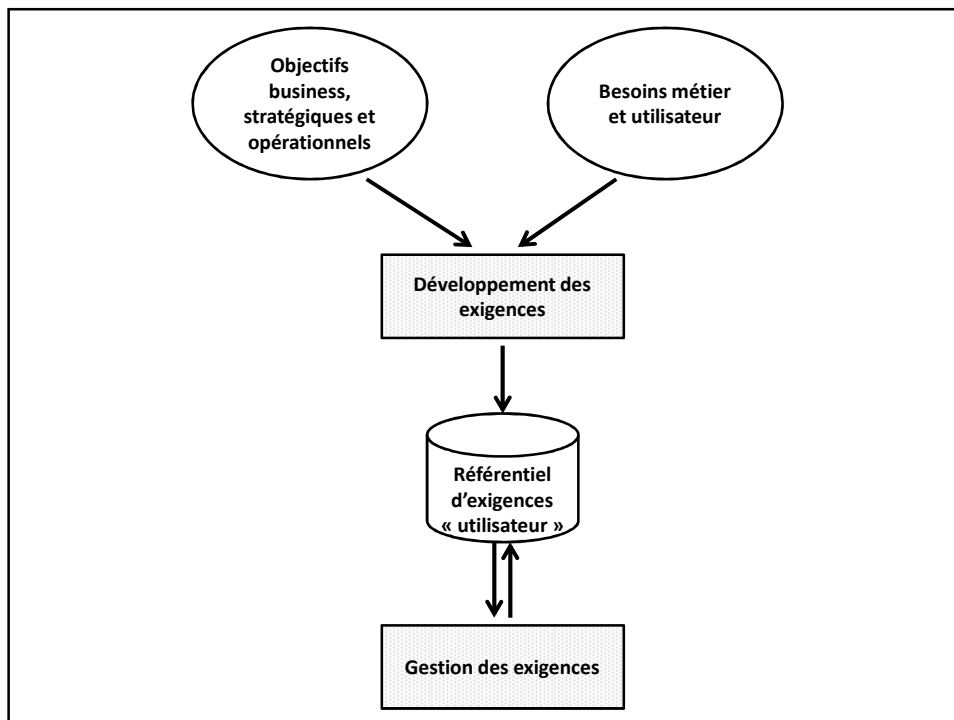 Objectifs
business,
stratégiques et
opérationnels
Besoins métier
et utilisateur
Développement des
exigences
Référentiel
d’exigences
« utilisateur »
Gestion des exigences